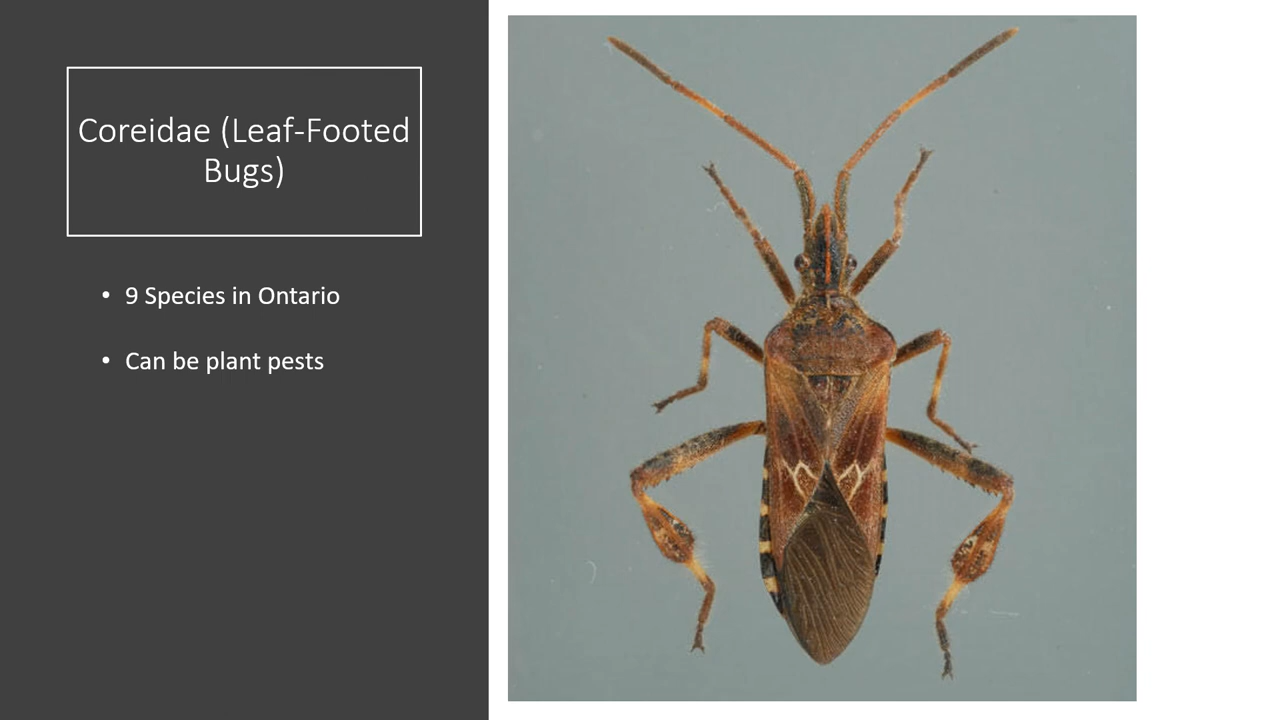 Coreidae (Leaf-Footed
Bugs)
• 9 Species in Ontario
• Can be plant pests